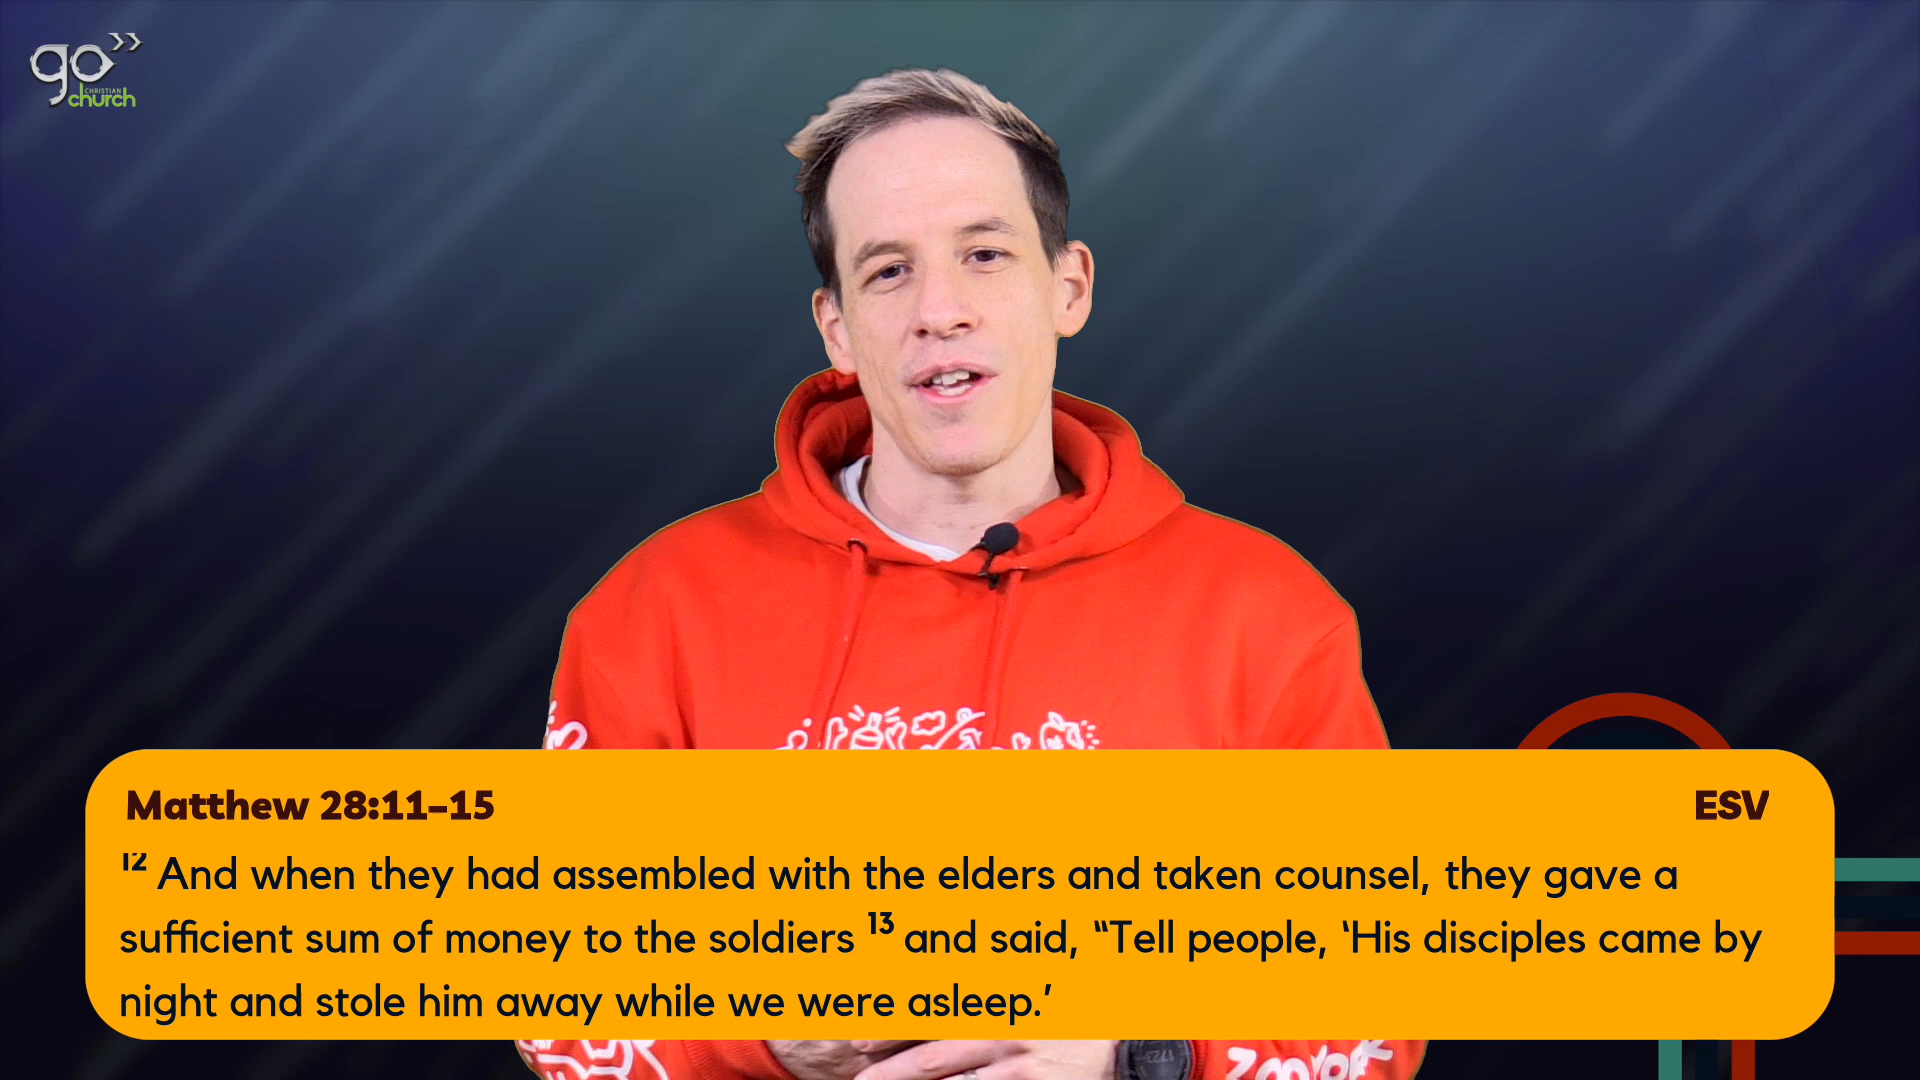 go
CHRISTIAN
church
Matthew 28:11–15
ESV
12 And when they had assembled with the elders and taken counsel, they gave a
sufficient sum of money to the soldiers 13 and said, “Tell people, ‘His disciples came by
night and stole him away while we were asleep.’